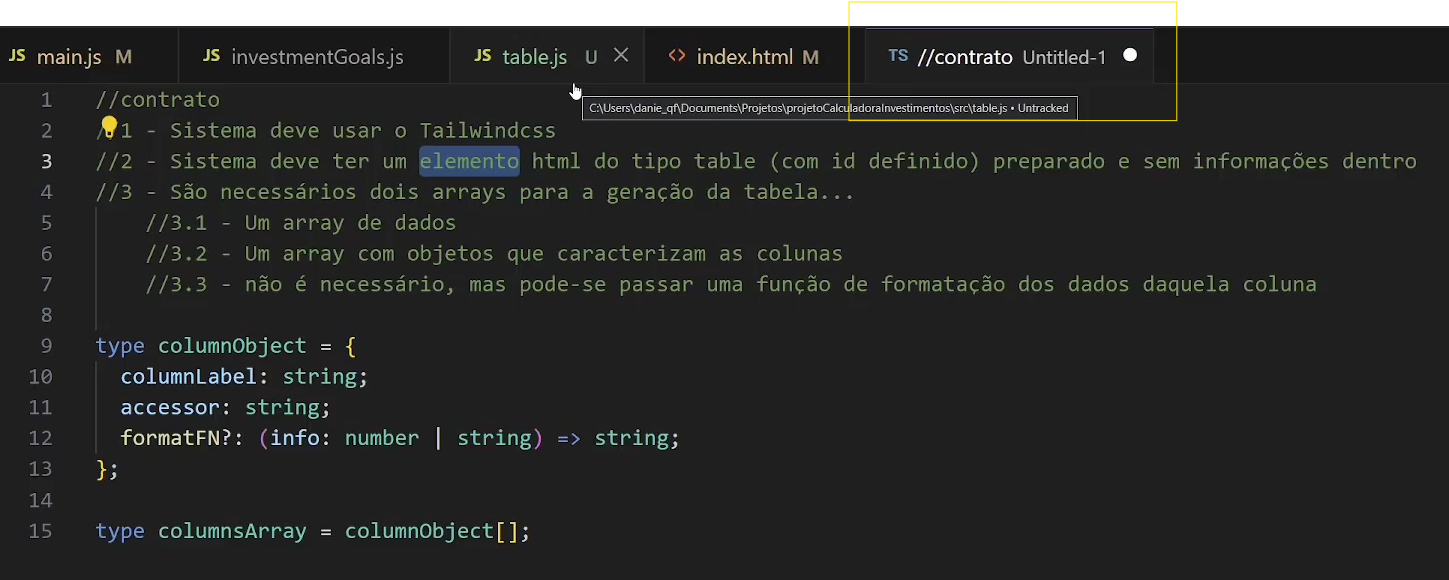 JS main.js M JS investmentGoals.js JS table.js U <> index.html M TS //contrato Untitled-1
C:\Users\danie_qf\Documents\Projetos\projetoCalculadoraInvestimentos\src\table.js • Untracked
1 //contrato
2 //1 - Sistema deve usar o Tailwindcss
3 //2 - Sistema deve ter um elemento html do tipo table (com id definido) preparado e sem informações dentro
4 //3 - São necessários dois arrays para a geração da tabela...
5 //3.1 - Um array de dados
6 //3.2 - Um array com objetos que caracterizam as colunas
7 //3.3 - não é necessário, mas pode-se passar uma função de formatação dos dados daquela coluna
8
9 type columnObject = {
10 columnLabel: string;
11 accessor: string;
12 formatFN?: (info: number | string) => string;
13 };
14
15 type columnsArray = columnObject[];